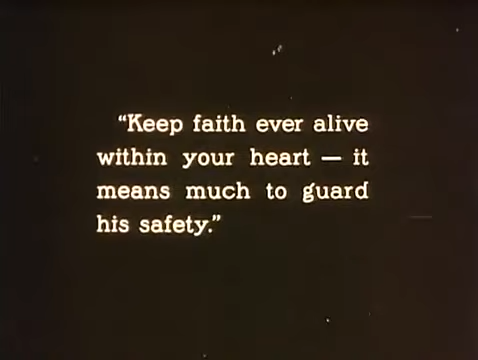 “Keep faith ever alive
within your heart — it
means much to guard
his safety.”